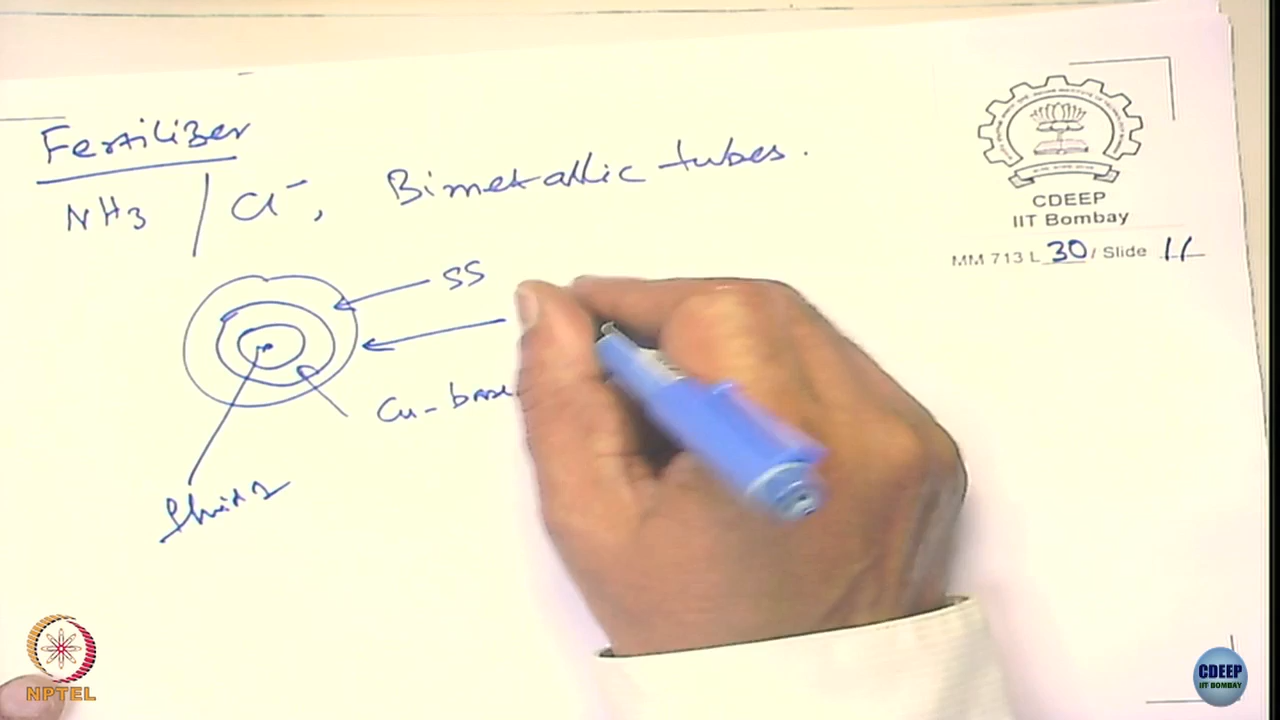 Fertilizer
NH3 / Cl⁻, Bimetallic tubes.
SS
Cu-base
CDEEP
IIT Bombay
MM 713 L 30 / Slide 11
NPTEL
CDEEP
IIT BOMBAY